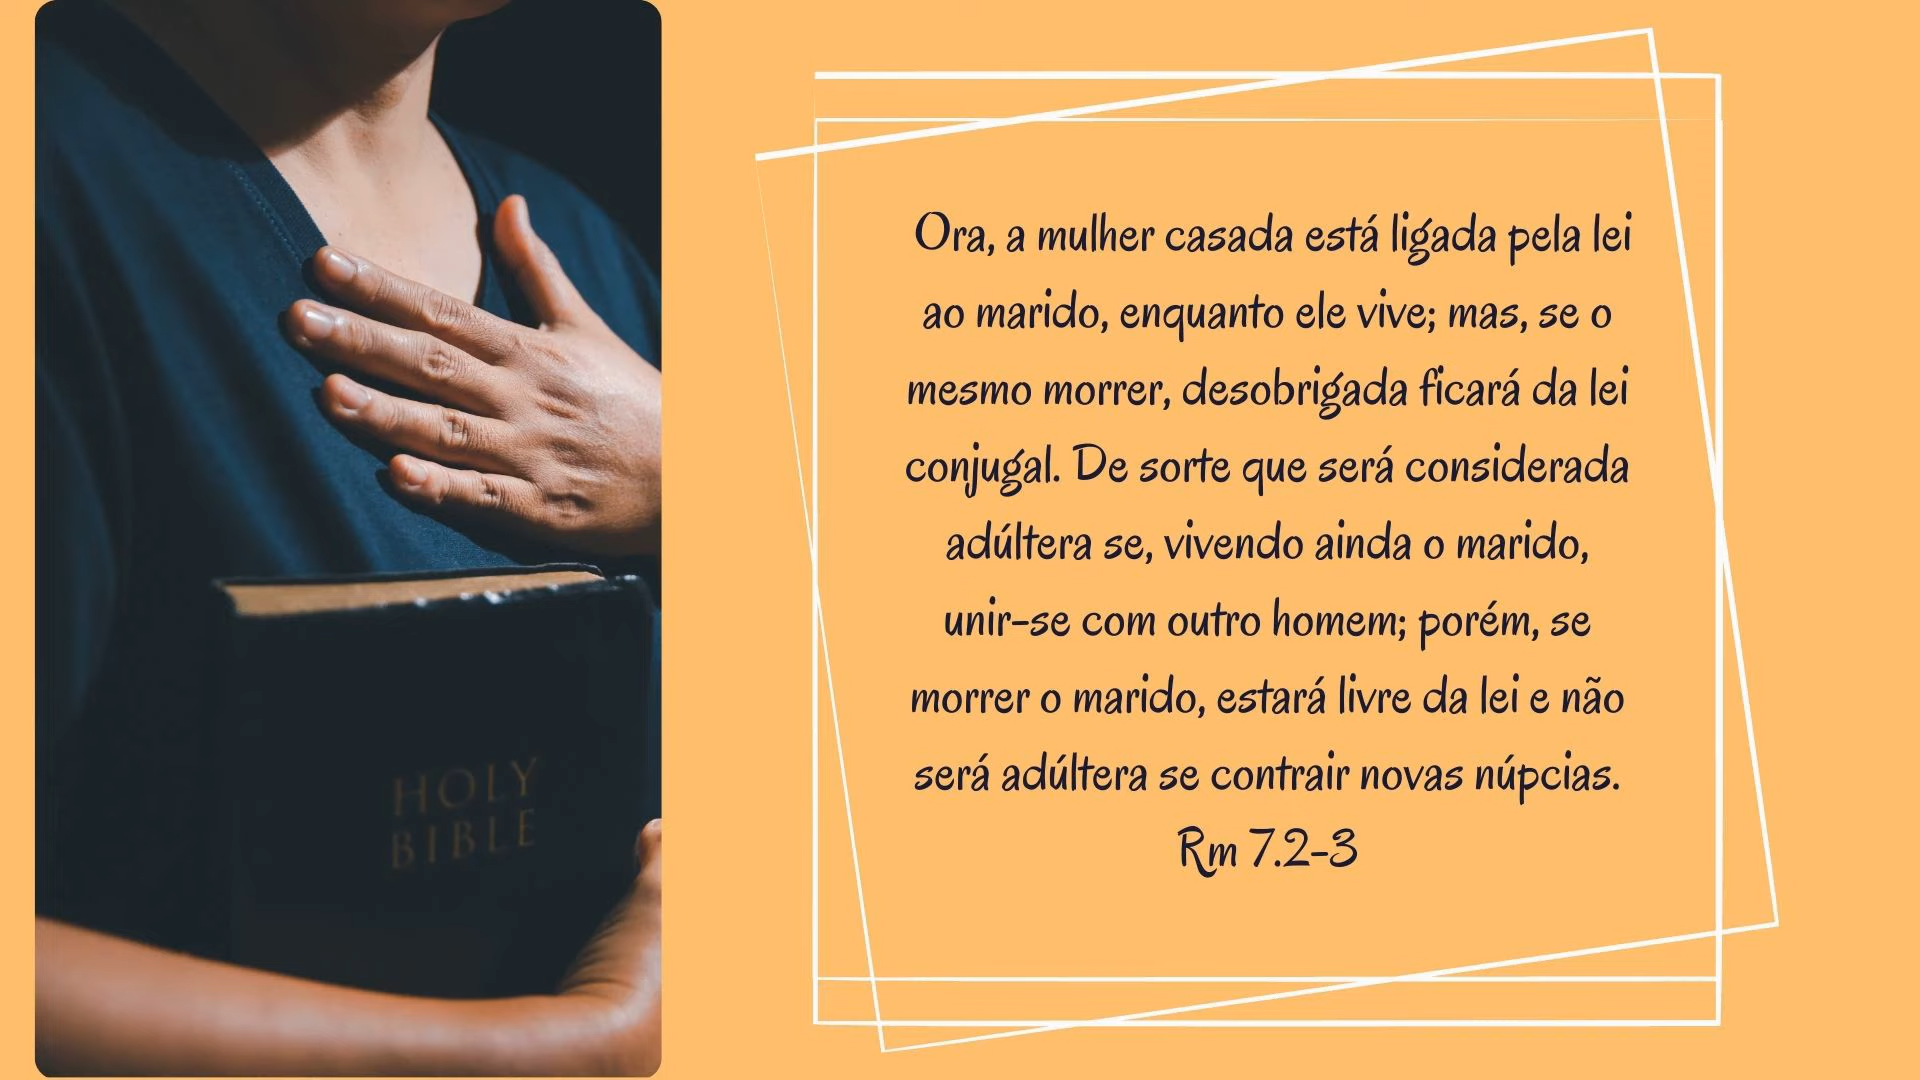 HOLY
BIBLE
Ora, a mulher casada está ligada pela lei
ao marido, enquanto ele vive; mas, se o
mesmo morrer, desobrigada ficará da lei
conjugal. De sorte que será considerada
adúltera se, vivendo ainda o marido,
unir-se com outro homem; porém, se
morrer o marido, estará livre da lei e não
será adúltera se contrair novas núpcias.
Rm 7.2-3